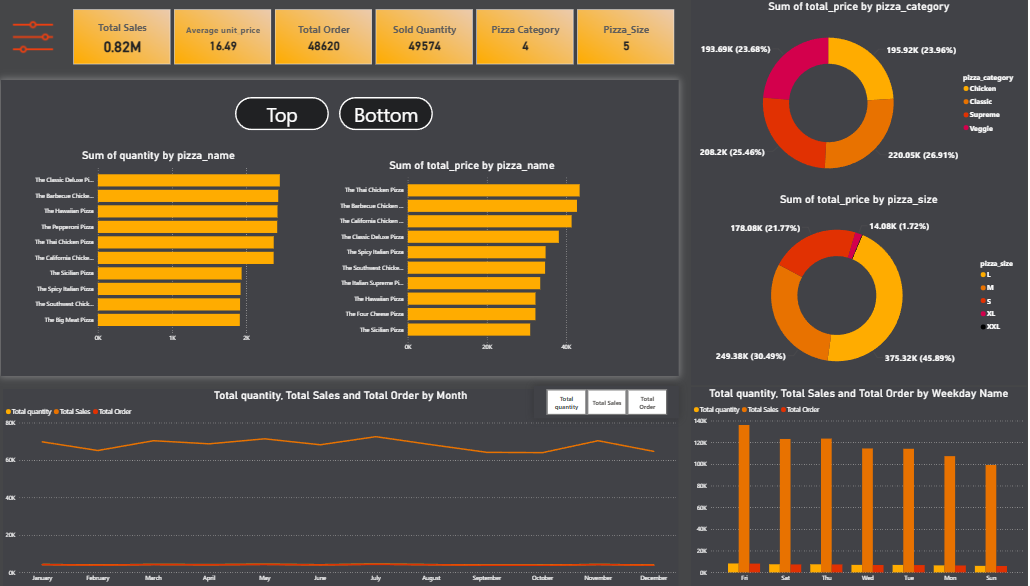 Total Sales
0.82M
Average unit_price
16.49
Total Order
48620
Sold Quantity
49574
Pizza Category
4
Pizza_Size
5
Top
Bottom
Sum of quantity by pizza_name
The Classic Deluxe Pi...
The Barbecue Chicke...
The Hawaiian Pizza
The Pepperoni Pizza
The Thai Chicken Pizza
The California Chicke...
The Sicilian Pizza
The Spicy Italian Pizza
The Southwest Chick...
The Big Meat Pizza
0K 1K 2K
Sum of total_price by pizza_name
The Thai Chicken Pizza
The Barbecue Chicken ...
The California Chicken ...
The Classic Deluxe Pizza
The Spicy Italian Pizza
The Southwest Chicke...
The Italian Supreme Pi...
The Hawaiian Pizza
The Four Cheese Pizza
The Sicilian Pizza
0K 20K 40K
Sum of total_price by pizza_category
193.69K (23.68%)
195.92K (23.96%)
208.2K (25.46%)
220.05K (26.91%)
pizza_category
Chicken
Classic
Supreme
Veggie
Sum of total_price by pizza_size
178.08K (21.77%)
14.08K (1.72%)
249.38K (30.49%)
375.32K (45.89%)
pizza_size
L
M
S
XL
XXL
Total quantity, Total Sales and Total Order by Month
Total quantity
Total Sales
Total Order
Total quantity Total Sales Total Order
80K
60K
40K
20K
0K
January February March April May June July August September October November December
Total quantity, Total Sales and Total Order by Weekday Name
Total quantity Total Sales Total Order
140K
120K
100K
80K
60K
40K
20K
0K
Fri Sat Thu Wed Tue Mon Sun